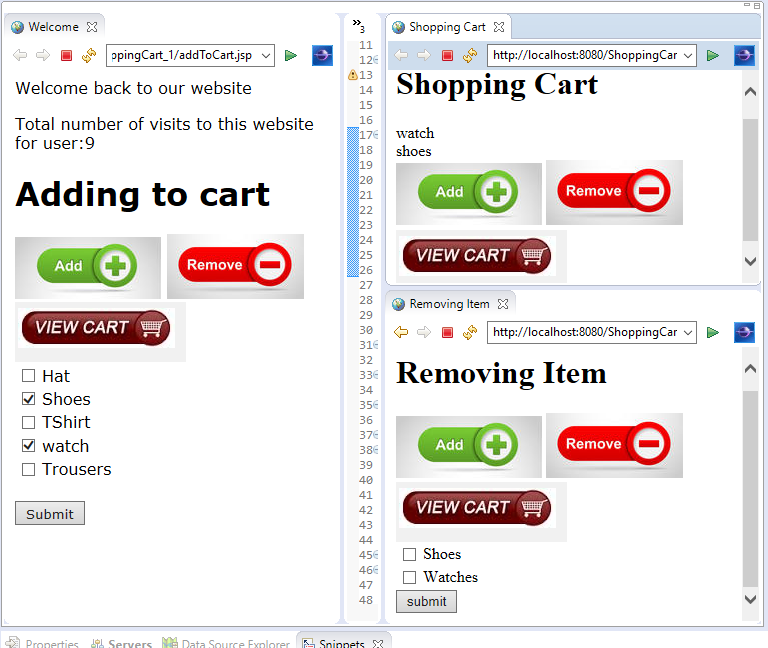 Welcome
ppingCart_1/addToCart.jsp
Welcome back to our website
Total number of visits to this website
for user:9
Adding to cart
Add
Remove
VIEW CART
Hat
Shoes
TShirt
watch
Trousers
Submit
3
11
12
13
14
15
16
17
18
19
20
21
22
23
24
25
26
27
28
29
30
31
32
33
34
35
36
37
38
39
40
41
42
43
44
45
46
47
48
Shopping Cart
http://localhost:8080/ShoppingCar
Shopping Cart
watch
shoes
Add
Remove
VIEW CART
Removing Item
http://localhost:8080/ShoppingCar
Removing Item
Add
Remove
VIEW CART
Shoes
Watches
submit
Properties
Servers
Data Source Explorer
Snippets